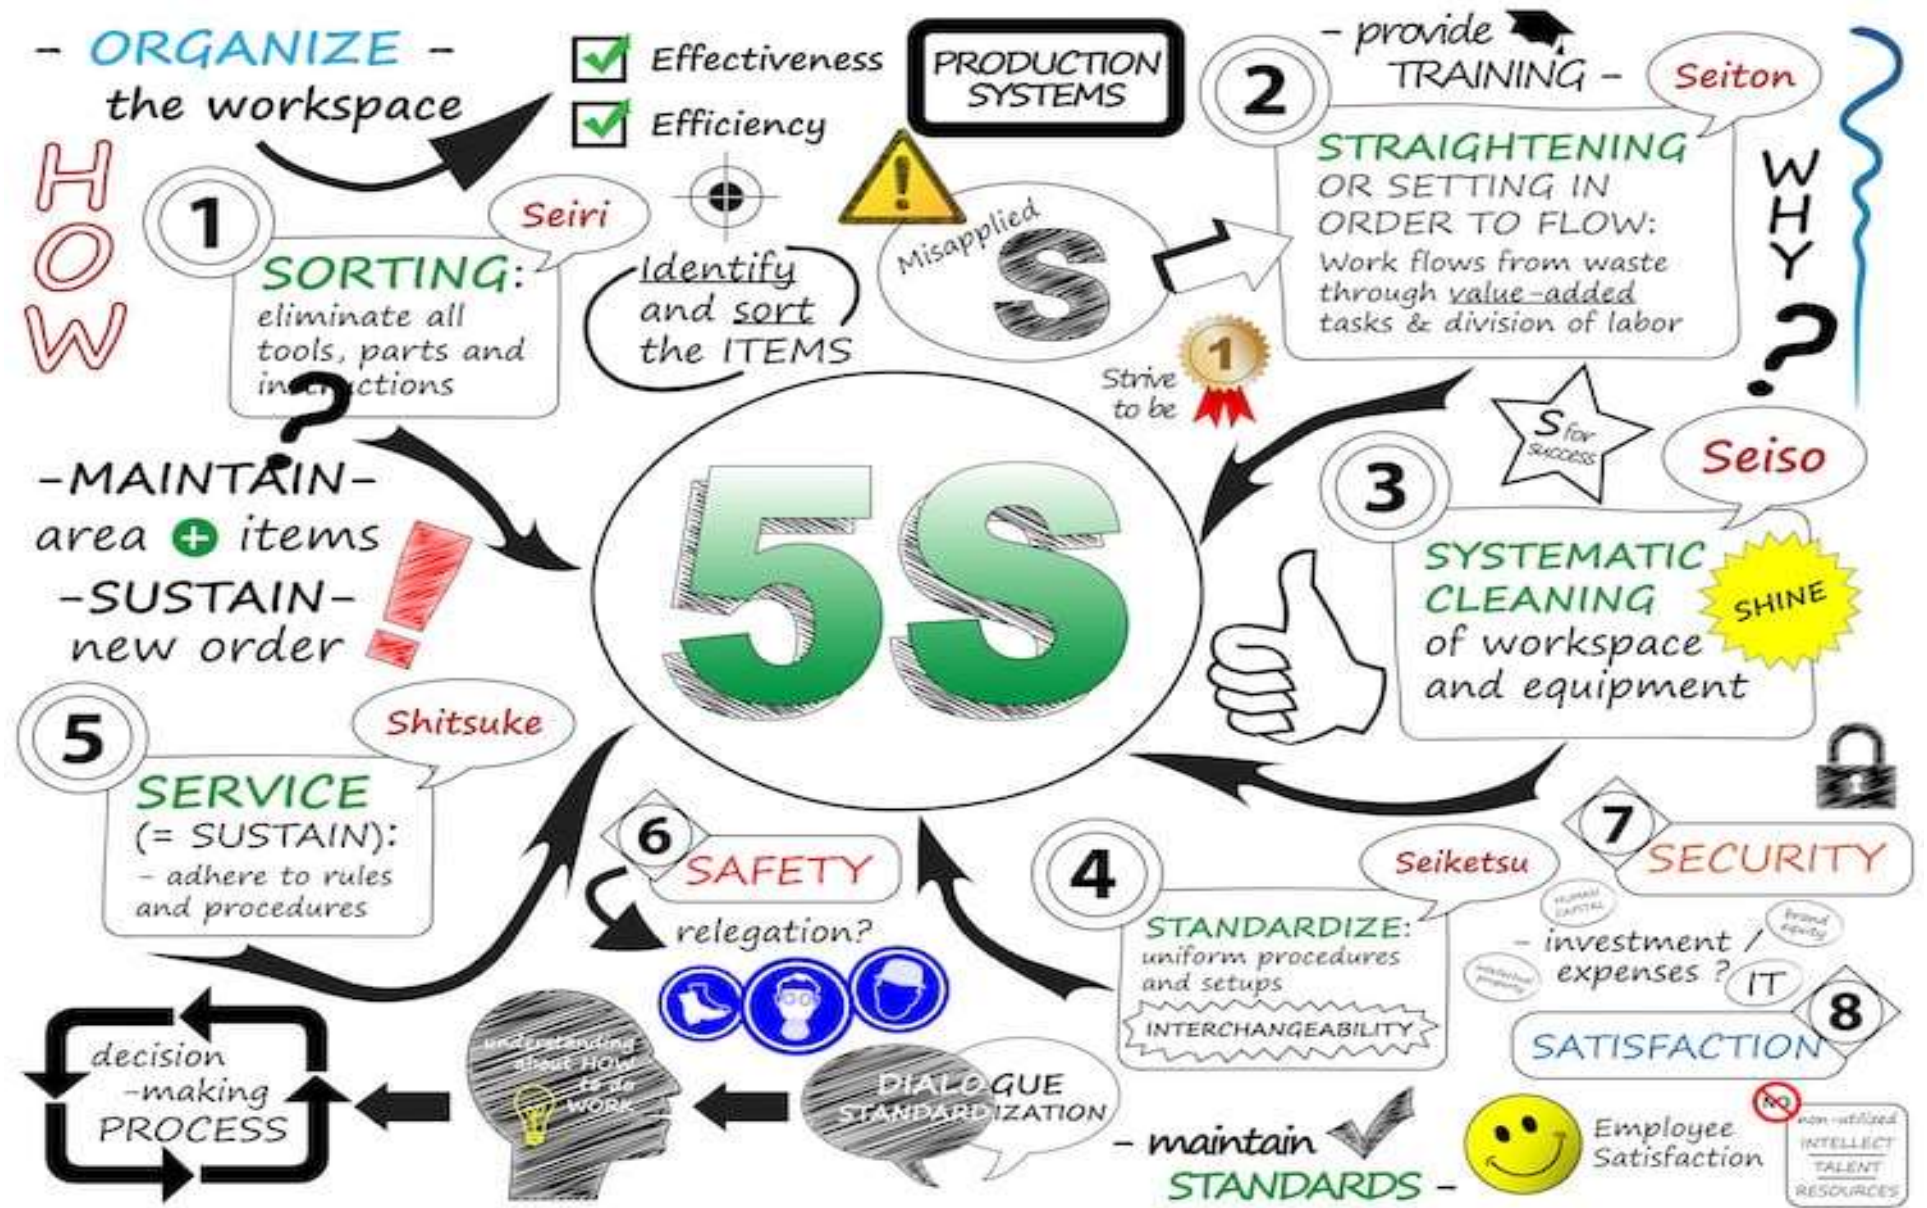 - ORGANIZE -
the workspace
Effectiveness
Efficiency
PRODUCTION
SYSTEMS
HOW
?
1
Seiri
SORTING:
eliminate all
tools, parts and
instructions
Identify
and sort
the ITEMS
!
Misapplied
S
2
- provide
TRAINING -
Seiton
STRAIGHTENING
OR SETTING IN
ORDER TO FLOW:
Work flows from waste
through value-added
tasks & division of labor
WHY
?
Strive
to be
1
S for
success
3
Seiso
SYSTEMATIC
CLEANING
of workspace
and equipment
SHINE
5S
-MAINTAIN-
area + items
-SUSTAIN-
new order
!
5
Shitsuke
SERVICE
(= SUSTAIN):
- adhere to rules
and procedures
6
SAFETY
relegation?
4
Seiketsu
STANDARDIZE:
uniform procedures
and setups
INTERCHANGEABILITY
7
SECURITY
HUMAN
CAPITAL
brand
equity
- investment /
expenses ?
intellectual
property
IT
8
SATISFACTION
decision
-making
PROCESS
understanding
about HOW
to do
WORK
DIALOGUE
STANDARDIZATION
- maintain
STANDARDS -
Employee
Satisfaction
NO
non-utilized
INTELLECT
TALENT
RESOURCES